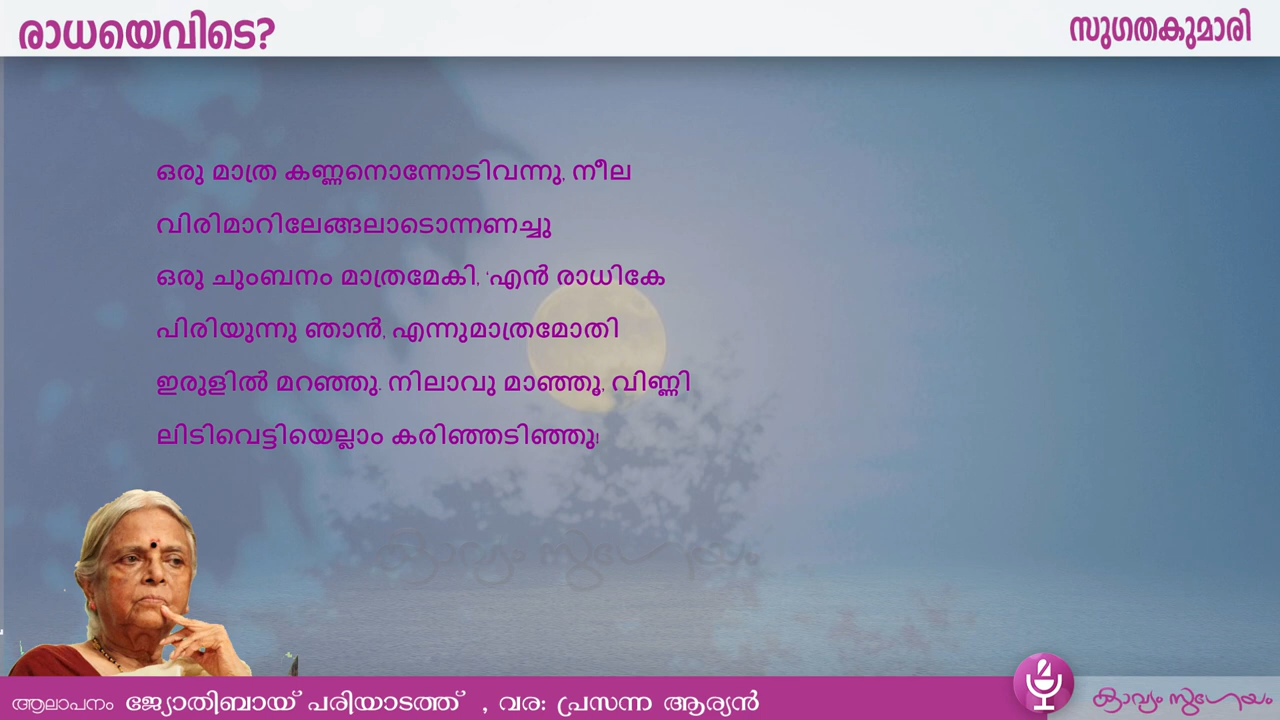 രാധയെവിടെ?
സുഗതകുമാരി
ഒരു മാത്ര കണ്ണനൊന്നോടിവന്നു, നീല
വിരിമാറിലേങ്ങലാടൊന്നണച്ചു
ഒരു ചുംബനം മാത്രമേകി, ‘എൻ രാധികേ
പിരിയുന്നു ഞാൻ, എന്നുമാത്രമോതി
ഇരുളിൽ മറഞ്ഞു. നിലാവു മാഞ്ഞൂ, വിണ്ണി
ലിടിവെട്ടിയെല്ലാം കരിഞ്ഞടിഞ്ഞു!
കാവ്യം സുഗേയം
ആലാപനം ജ്യോതിബായ് പരിയാടത്ത് , വര: പ്രസന്ന ആര്യൻ
കാവ്യം സുഗേയം